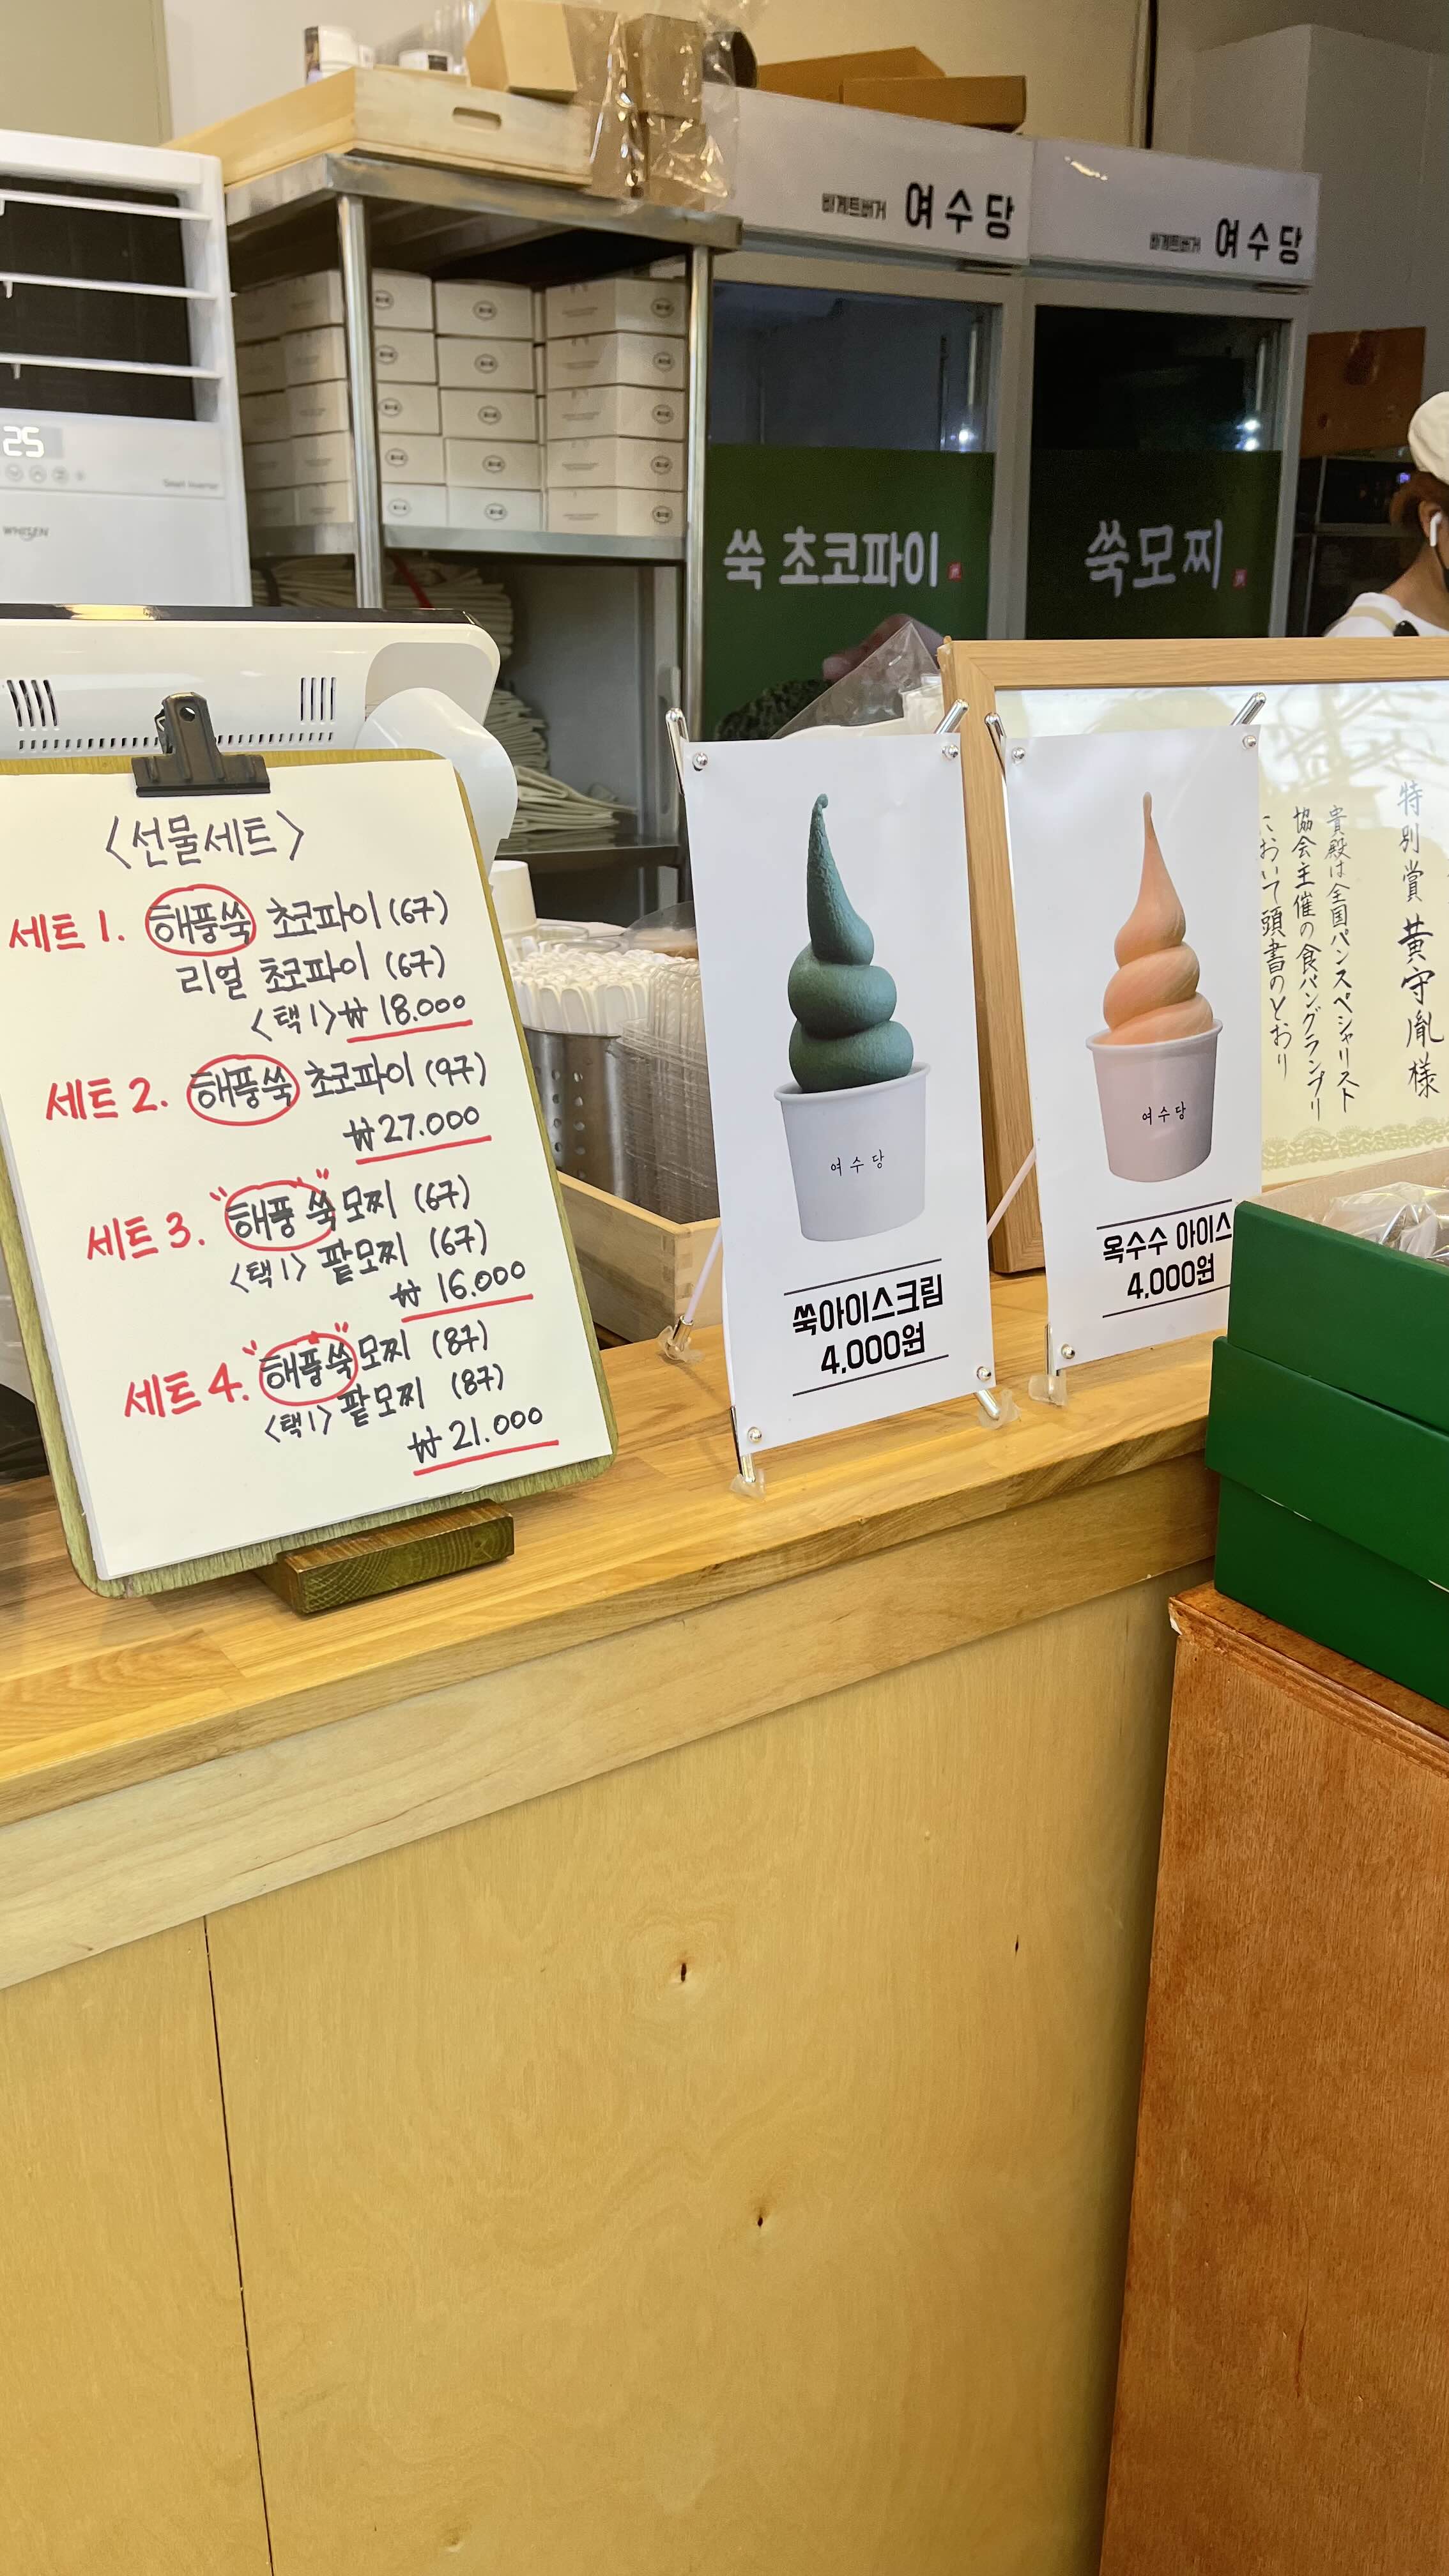 바게트버거 여수당
바게트버거 여수당
25
WHISEN
쑥 초코파이
쑥모찌
<선물세트>
세트 1. 해풍쑥 초코파이 (6구)
리얼 초코파이 (6구)
<택1> ₩ 18.000
세트 2. 해풍쑥 초코파이 (9구)
₩ 27.000
세트 3. "해풍쑥" 모찌 (6구)
<택1> 팥모찌 (6구)
₩ 16.000
세트 4. "해풍쑥" 모찌 (8구)
<택1> 팥모찌 (8구)
₩ 21.000
여수당
쑥아이스크림
4,000원
여수당
옥수수 아이스
4,000원
特別賞 黄守胤様
貴殿は全国パンスペシャリスト
協会主催の食パングランプリ
において頭書のとおり